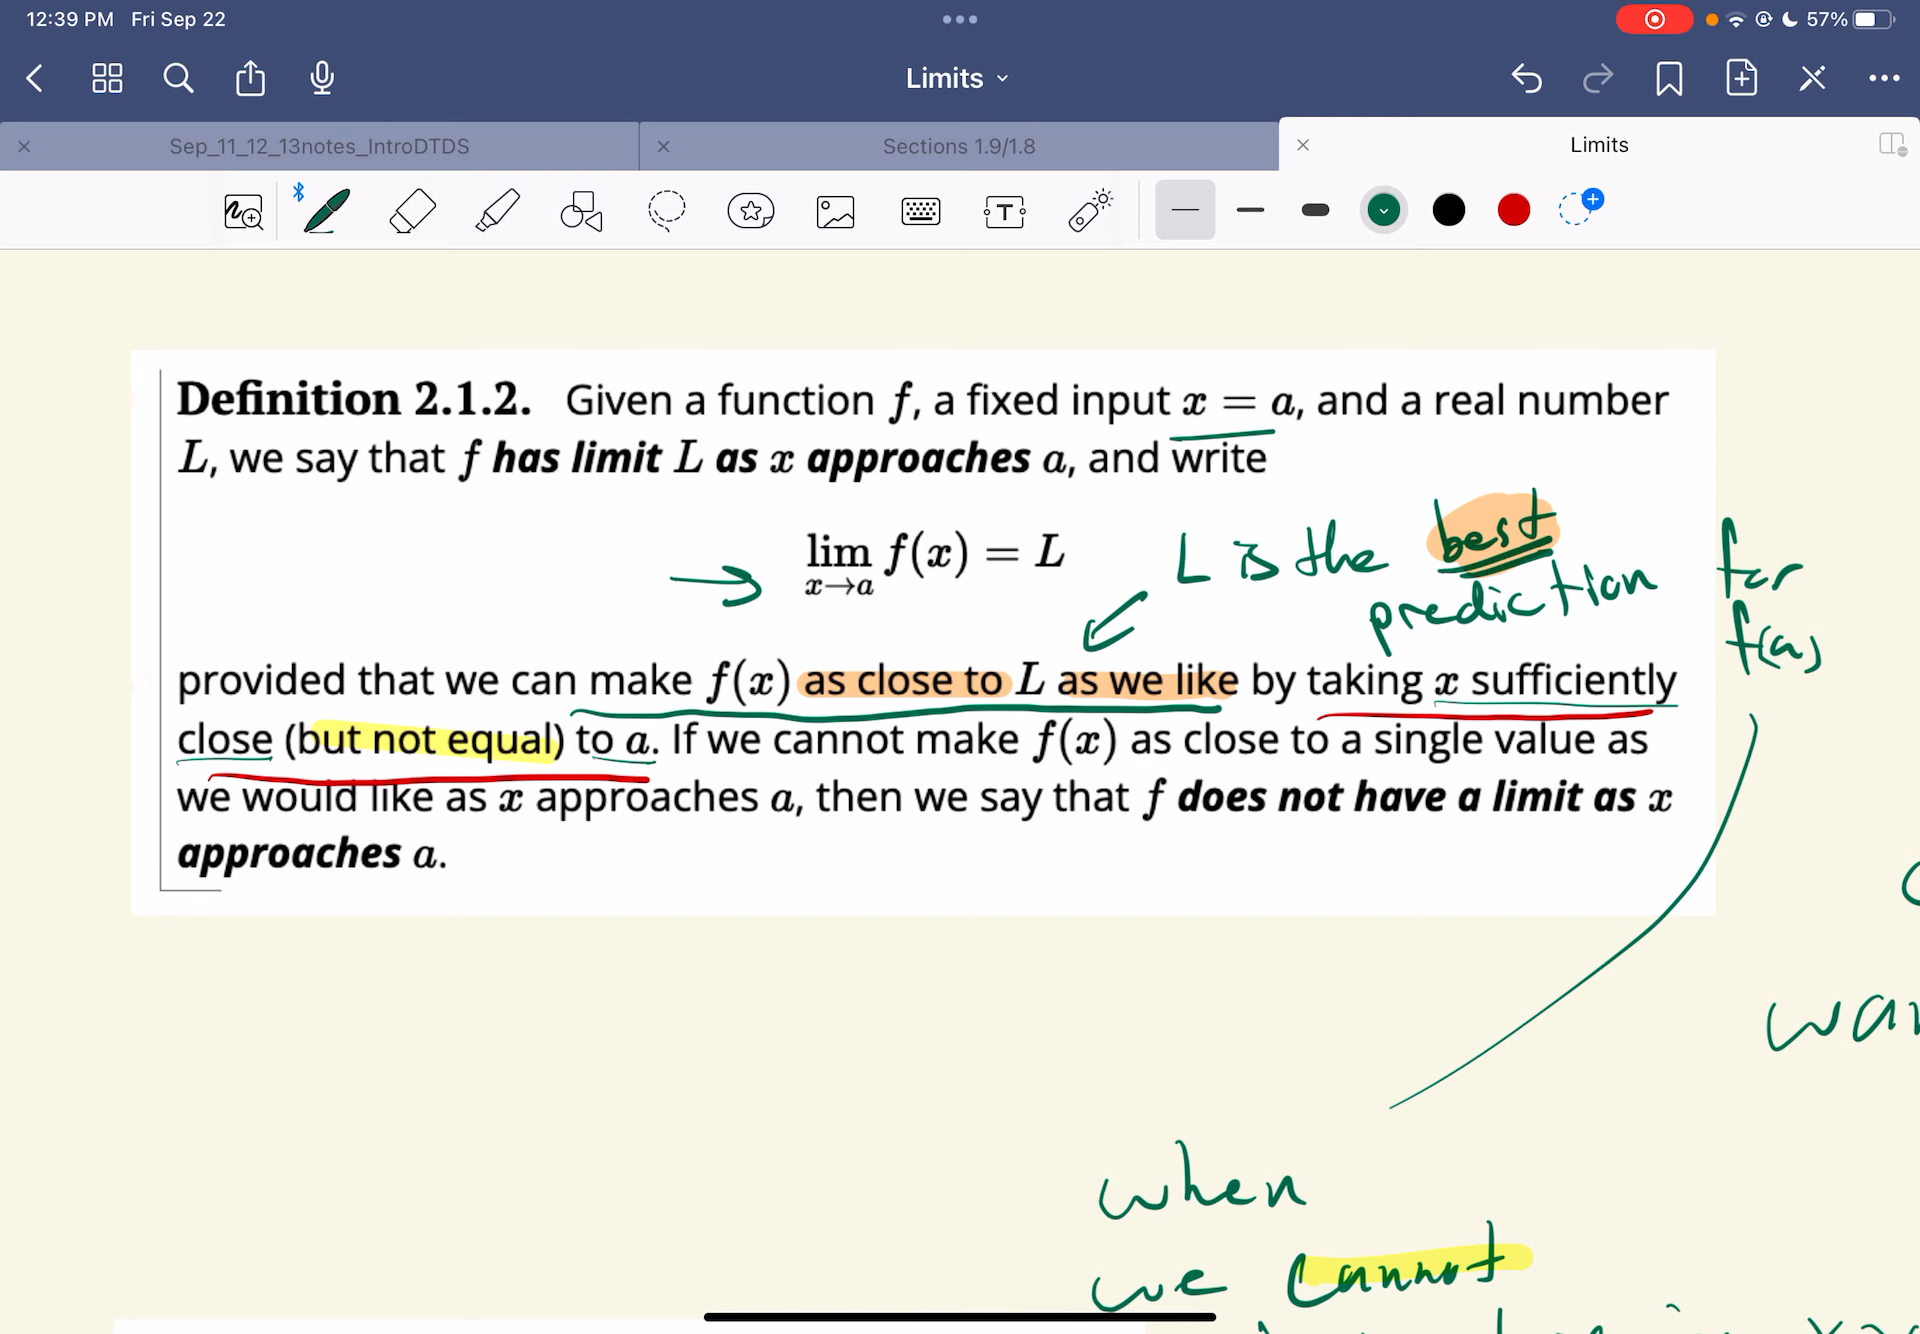 12:39 PM Fri Sep 22
57%
Limits
Sep_11_12_13notes_IntroDTDS
Sections 1.9/1.8
Limits
T
Definition 2.1.2. Given a function f, a fixed input x = a, and a real number
L, we say that f has limit L as x approaches a, and write
lim f(x) = L
x→a
L is the best
prediction
for
f(a)
provided that we can make f(x) as close to L as we like by taking x sufficiently
close (but not equal) to a. If we cannot make f(x) as close to a single value as
we would like as x approaches a, then we say that f does not have a limit as x
approaches a.
when
we cannot